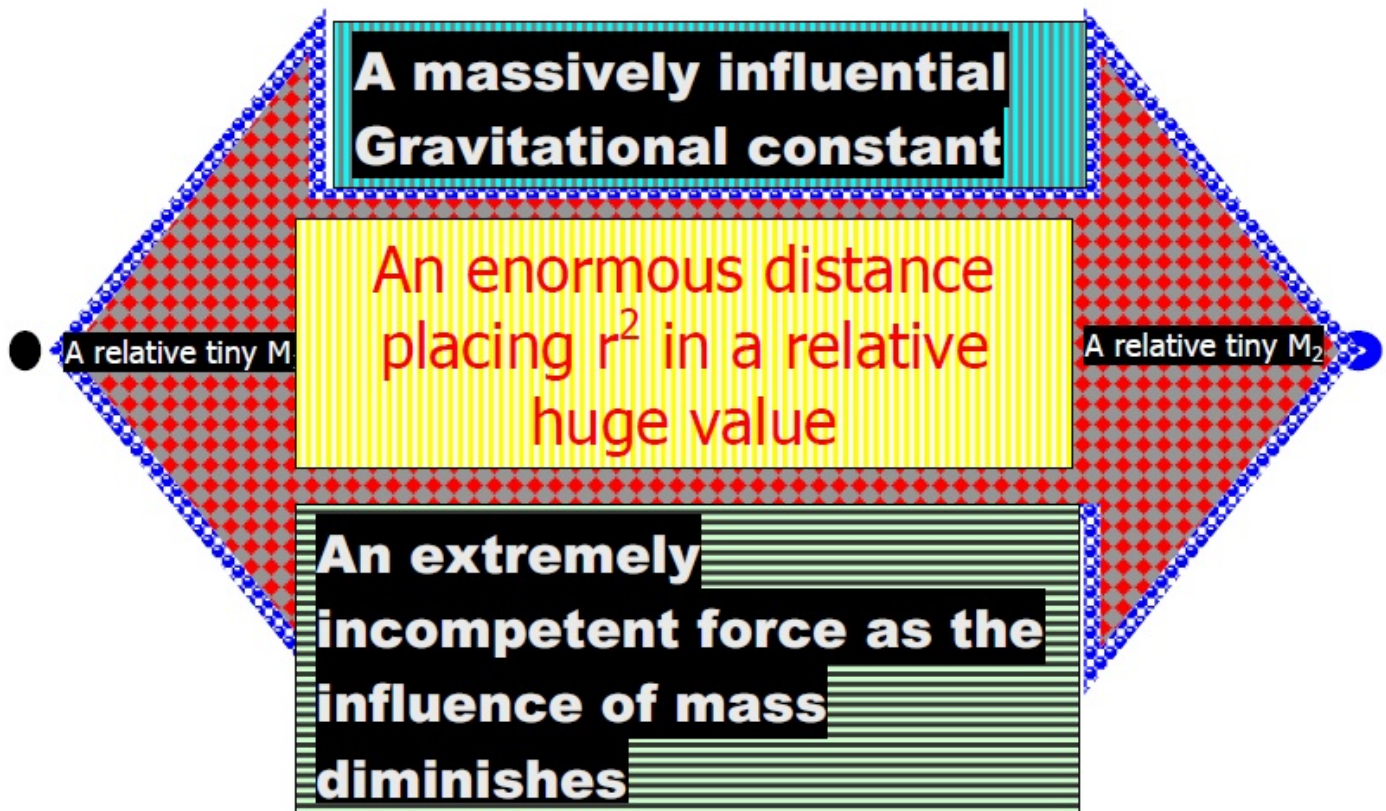 A massively influential
Gravitational constant
An enormous distance
placing r² in a relative
huge value
A relative tiny M
A relative tiny M₂
An extremely
incompetent force as the
influence of mass
diminishes